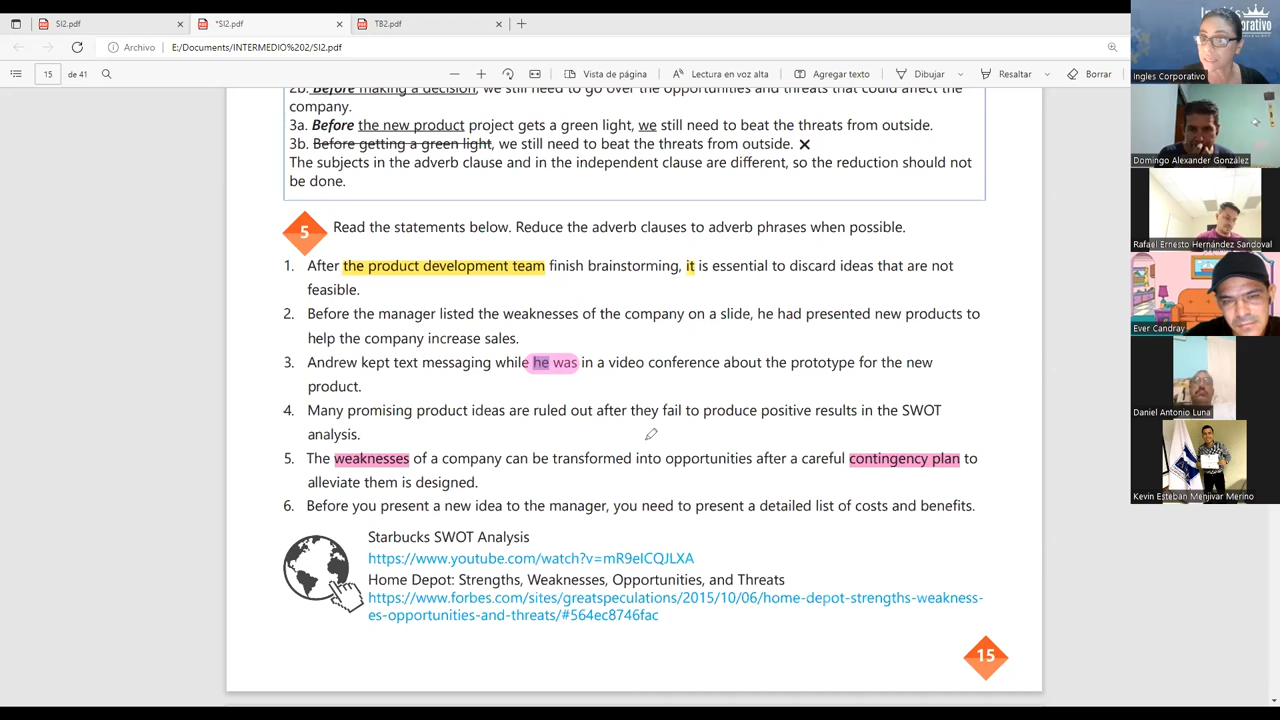 SI2.pdf
*SI2.pdf
TB2.pdf
Archivo
E:/Documents/INTERMEDIO%202/SI2.pdf
15
de 41
Vista de página
Lectura en voz alta
Agregar texto
Dibujar
Resaltar
Borrar
2b. Before making a decision, we still need to go over the opportunities and threats that could affect the
company.
3a. Before the new product project gets a green light, we still need to beat the threats from outside.
3b. Before getting a green light, we still need to beat the threats from outside. ✕
The subjects in the adverb clause and in the independent clause are different, so the reduction should not
be done.
5
Read the statements below. Reduce the adverb clauses to adverb phrases when possible.
1. After the product development team finish brainstorming, it is essential to discard ideas that are not
feasible.
2. Before the manager listed the weaknesses of the company on a slide, he had presented new products to
help the company increase sales.
3. Andrew kept text messaging while he was in a video conference about the prototype for the new
product.
4. Many promising product ideas are ruled out after they fail to produce positive results in the SWOT
analysis.
5. The weaknesses of a company can be transformed into opportunities after a careful contingency plan to
alleviate them is designed.
6. Before you present a new idea to the manager, you need to present a detailed list of costs and benefits.
Starbucks SWOT Analysis
https://www.youtube.com/watch?v=mR9eICQJLXA
Home Depot: Strengths, Weaknesses, Opportunities, and Threats
https://www.forbes.com/sites/greatspeculations/2015/10/06/home-depot-strengths-weakness-
es-opportunities-and-threats/#564ec8746fac
15
Ingles Corporativo
Domingo Alexander González
Rafael Ernesto Hernández Sandoval
Ever Candray
Daniel Antonio Luna
Kevin Esteban Menjivar Merino